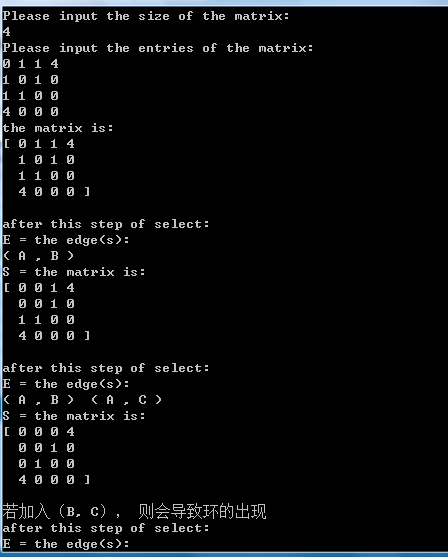 Please input the size of the matrix:
4
Please input the entries of the matrix:
0 1 1 4
1 0 1 0
1 1 0 0
4 0 0 0
the matrix is:
[ 0 1 1 4
1 0 1 0
1 1 0 0
4 0 0 0 ]
after this step of select:
E = the edge(s):
( A , B )
S = the matrix is:
[ 0 0 1 4
0 0 1 0
1 1 0 0
4 0 0 0 ]
after this step of select:
E = the edge(s):
( A , B ) ( A , C )
S = the matrix is:
[ 0 0 0 4
0 0 1 0
0 1 0 0
4 0 0 0 ]
若加入（B，C）， 则会导致环的出现
after this step of select:
E = the edge(s):